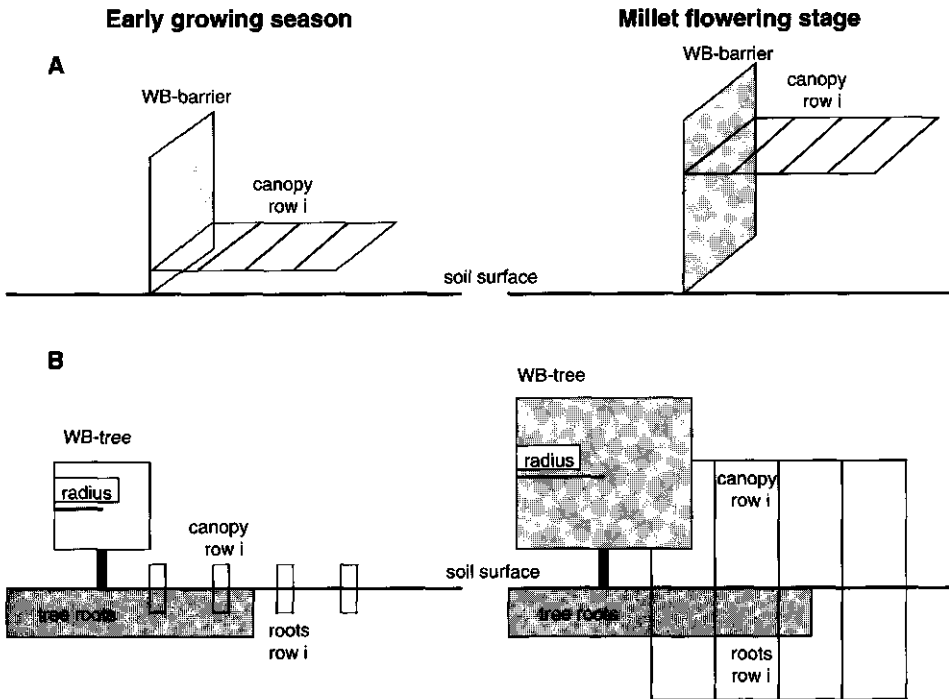 Early growing season
Millet flowering stage
A
WB-barrier
canopy
row i
WB-barrier
canopy
row i
soil surface
B
WB-tree
radius
canopy
row i
tree roots
roots
row i
WB-tree
radius
canopy
row i
soil surface
tree roots
roots
row i